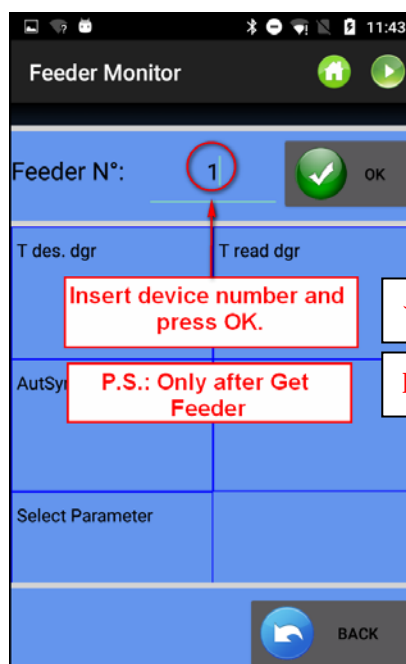 11:43
Feeder Monitor
Feeder N°:
1
OK
T des. dgr
T read dgr
Insert device number and
press OK.
P.S.: Only after Get
Feeder
Select Parameter
BACK